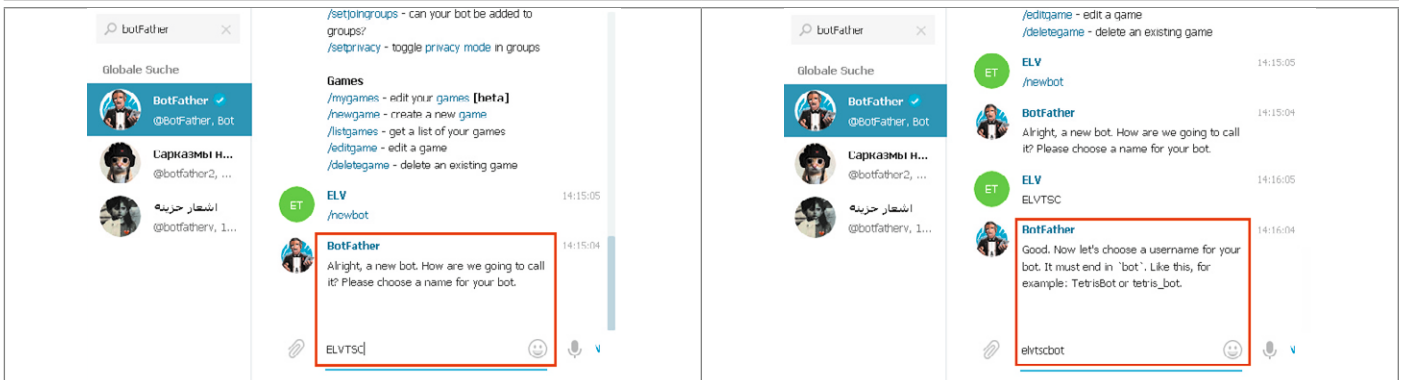 botFather
Globale Suche
BotFather
@BotFather, Bot
Сарказмы н...
@botfather2, ...
اشعار حزينه
@botfatherv, 1...
/setjoingroups - can your bot be added to
groups?
/setprivacy - toggle privacy mode in groups
Games
/mygames - edit your games [beta]
/newgame - create a new game
/listgames - get a list of your games
/editgame - edit a game
/deletegame - delete an existing game
ET
ELV
14:15:05
/newbot
BotFather
14:15:04
Alright, a new bot. How are we going to call
it? Please choose a name for your bot.
ELVTSC
botFather
Globale Suche
BotFather
@BotFather, Bot
Сарказмы н...
@botfather2, ...
اشعار حزينه
@botfatherv, 1...
/editgame - edit a game
/deletegame - delete an existing game
ET
ELV
14:15:05
/newbot
BotFather
14:15:04
Alright, a new bot. How are we going to call
it? Please choose a name for your bot.
ET
ELV
14:16:05
ELVTSC
BotFather
14:16:04
Good. Now let's choose a username for your
bot. It must end in `bot`. Like this, for
example: TetrisBot or tetris_bot.
elvtscbot